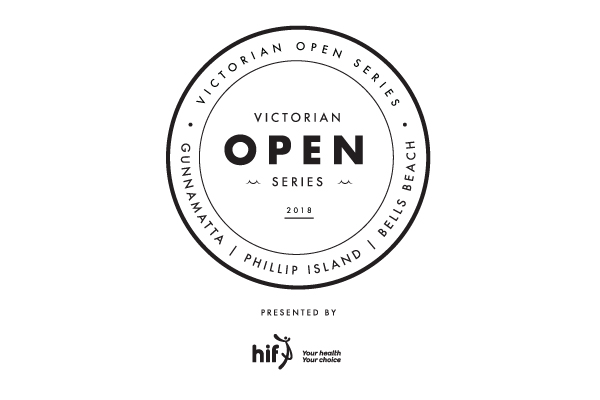 VICTORIAN OPEN SERIES
GUNNAMATTA | PHILLIP ISLAND | BELLS BEACH
VICTORIAN
OPEN
SERIES
2018
PRESENTED BY
hif
Your health
Your choice